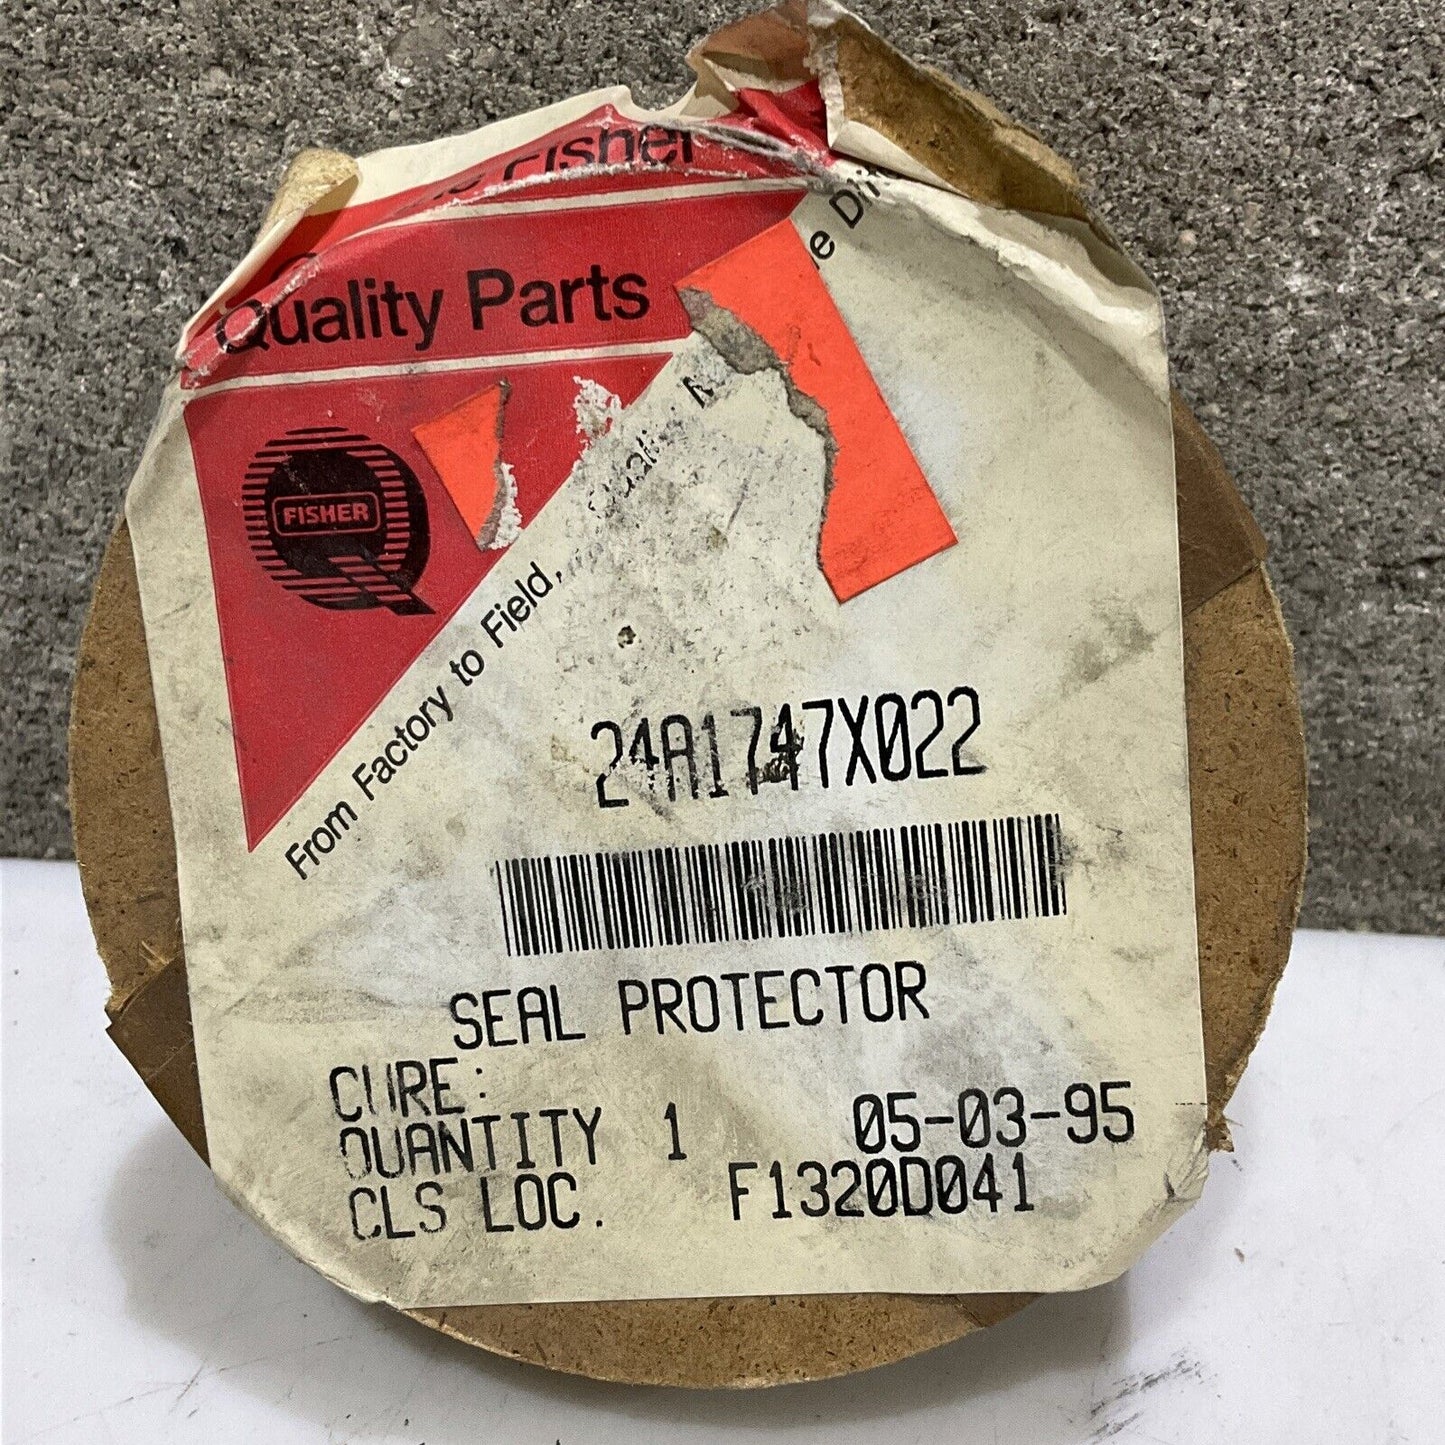 Fisher
Quality Parts
FISHER
From Factory to Field,
24A1747X022
SEAL PROTECTOR
CURE:
QUANTITY 1 05-03-95
CLS LOC. F1320D041